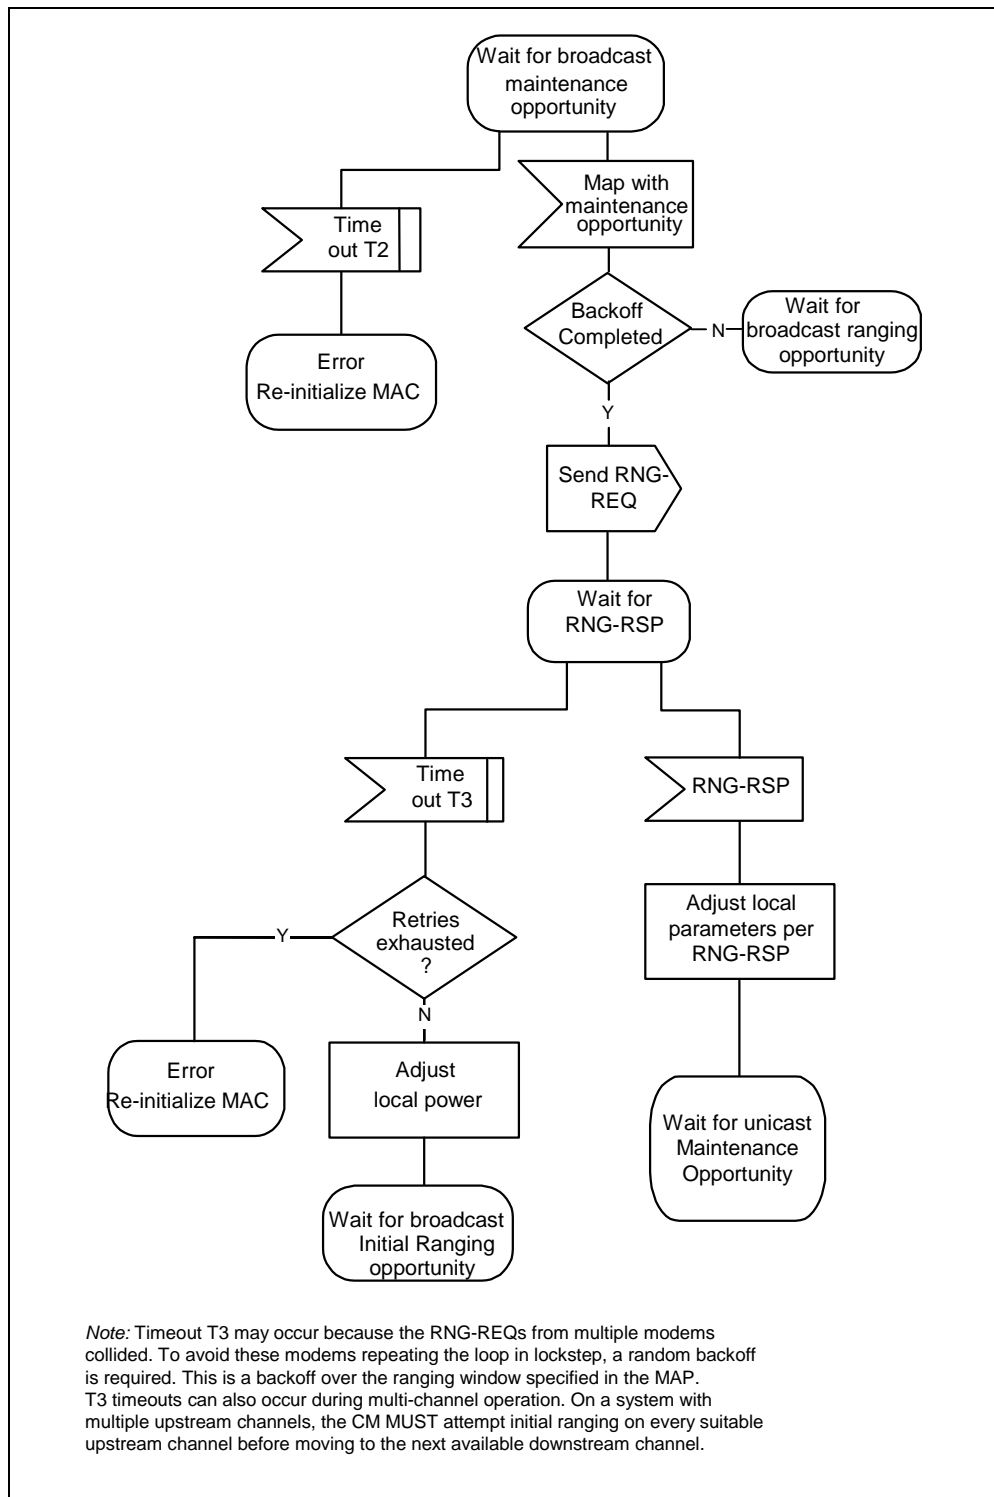 Wait for broadcast
maintenance
opportunity
Map with
maintenance
opportunity
Time
out T2
Backoff
Completed
N
Wait for
broadcast ranging
opportunity
Error
Re-initialize MAC
Y
Send RNG-
REQ
Wait for
RNG-RSP
Time
out T3
RNG-RSP
Retries
exhausted
?
Y
N
Adjust local
parameters per
RNG-RSP
Error
Re-initialize MAC
Adjust
local power
Wait for unicast
Maintenance
Opportunity
Wait for broadcast
Initial Ranging
opportunity
Note: Timeout T3 may occur because the RNG-REQs from multiple modems
collided. To avoid these modems repeating the loop in lockstep, a random backoff
is required. This is a backoff over the ranging window specified in the MAP.
T3 timeouts can also occur during multi-channel operation. On a system with
multiple upstream channels, the CM MUST attempt initial ranging on every suitable
upstream channel before moving to the next available downstream channel.